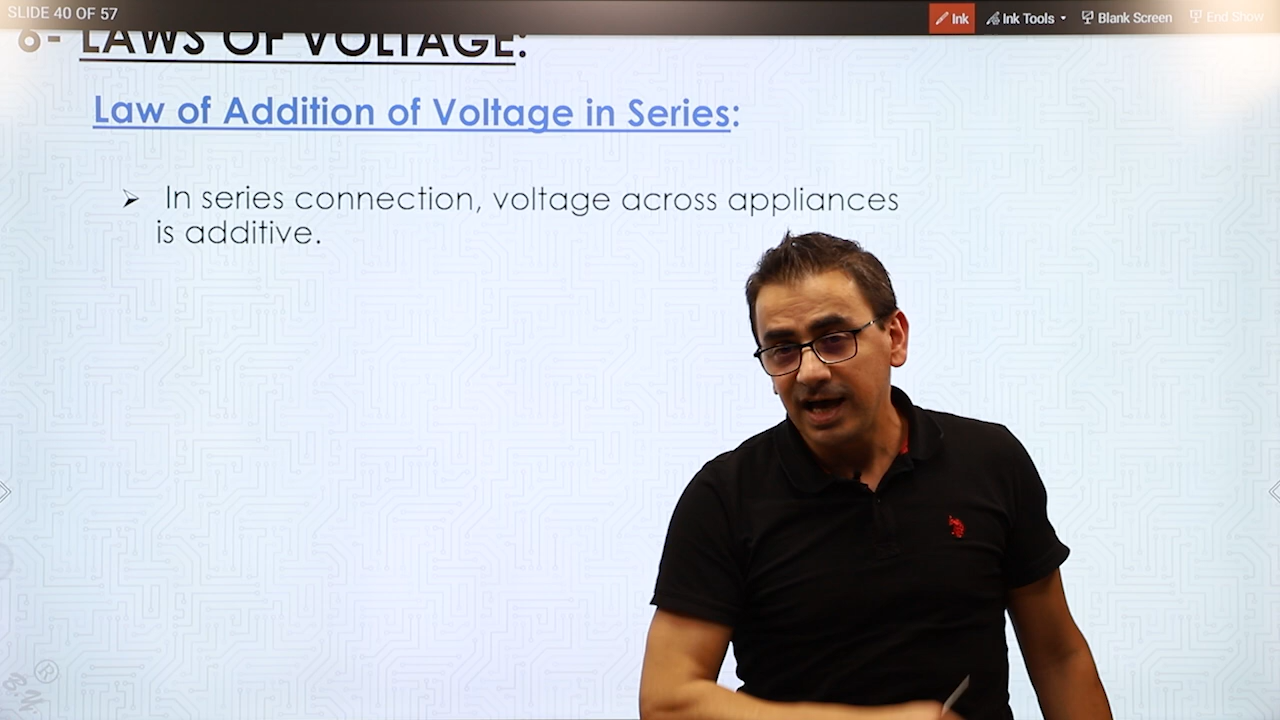 SLIDE 40 OF 57
Ink
Ink Tools
Blank Screen
End Show
6- LAWS OF VOLTAGE:
Law of Addition of Voltage in Series:
➢ In series connection, voltage across appliances
is additive.
®
B.M